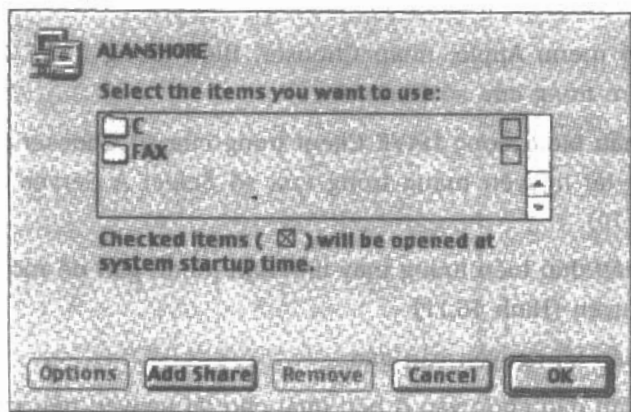 ALANSHORE
Select the items you want to use:
C
FAX
Checked items ( ☒ ) will be opened at
system startup time.
Options Add Share Remove Cancel OK